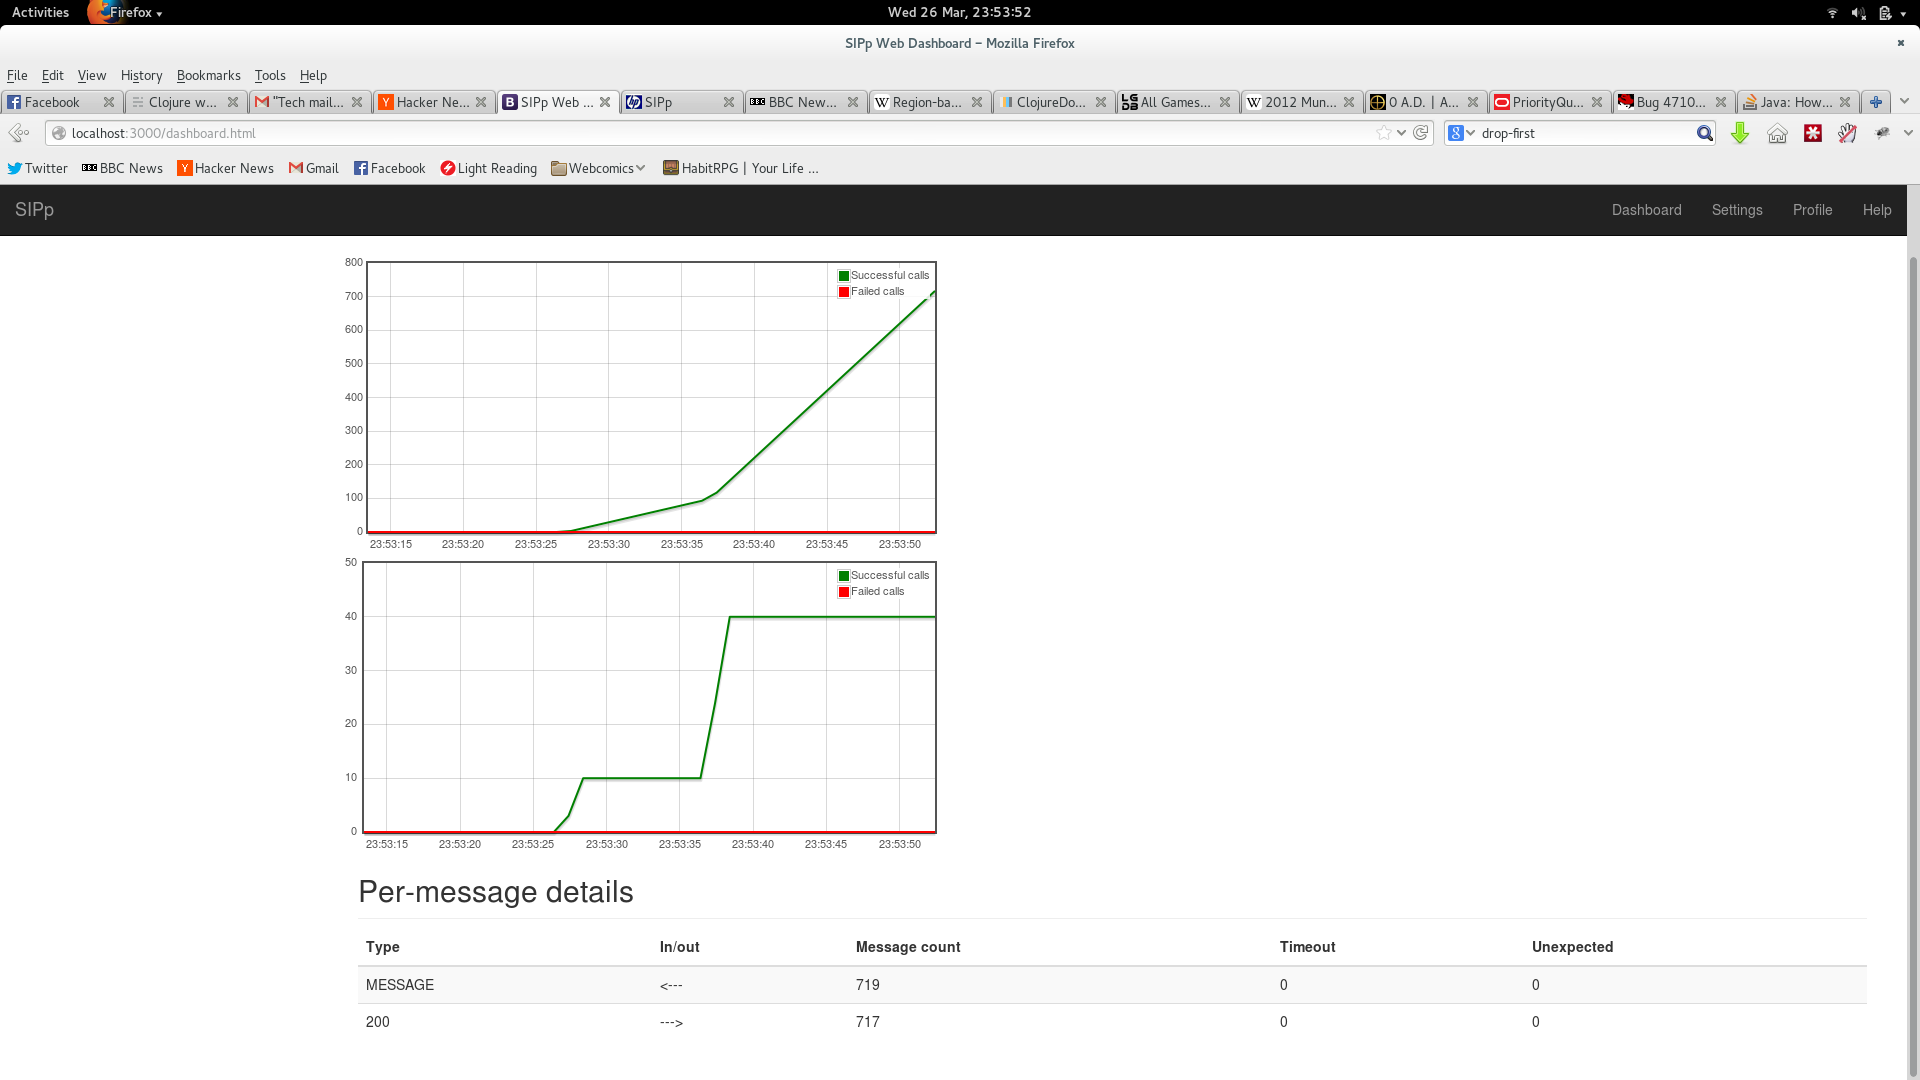 Activities Firefox Wed 26 Mar, 23:53:52
SIPp Web Dashboard – Mozilla Firefox
File Edit View History Bookmarks Tools Help
Facebook Clojure w... "Tech mail... Hacker Ne... SIPp Web ... SIPp BBC New... Region-ba... ClojureDo... All Games... 2012 Mun... 0 A.D. | A... PriorityQu... Bug 4710... Java: How...
localhost:3000/dashboard.html drop-first
Twitter BBC News Hacker News Gmail Facebook Light Reading Webcomics HabitRPG | Your Life ...
SIPp Dashboard Settings Profile Help
800
700
600
500
400
300
200
100
0
Successful calls
Failed calls
23:53:15 23:53:20 23:53:25 23:53:30 23:53:35 23:53:40 23:53:45 23:53:50
50
40
30
20
10
0
Successful calls
Failed calls
23:53:15 23:53:20 23:53:25 23:53:30 23:53:35 23:53:40 23:53:45 23:53:50
Per-message details
Type In/out Message count Timeout Unexpected
MESSAGE <--- 719 0 0
200 ---> 717 0 0